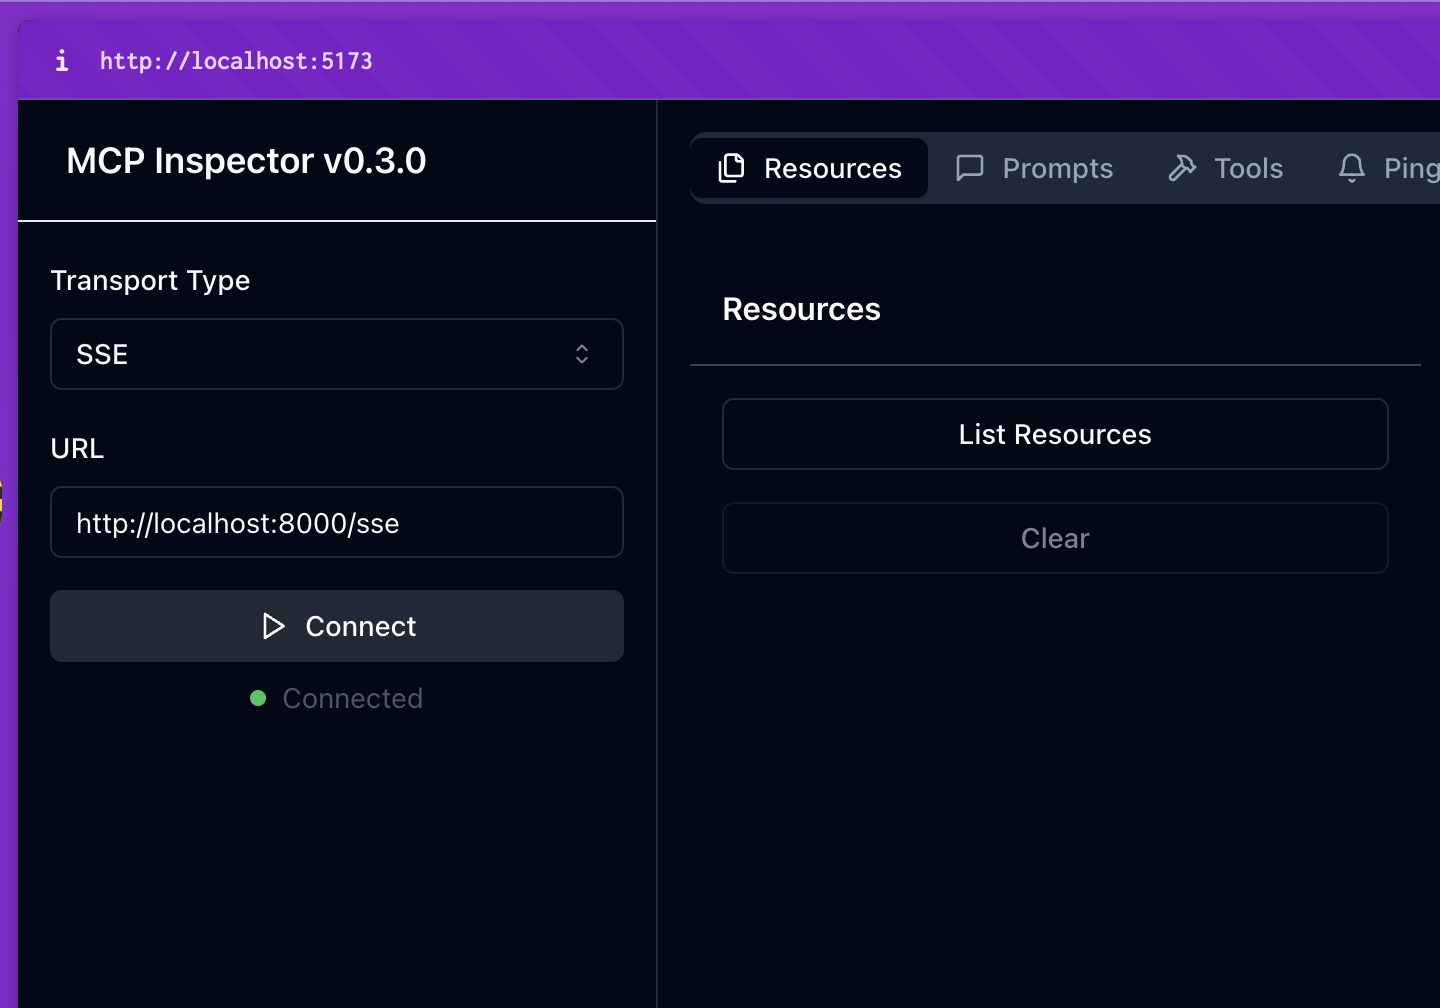 http://localhost:5173
MCP Inspector v0.3.0
Transport Type
SSE
URL
http://localhost:8000/sse
Connect
Connected
Resources Prompts Tools Ping
Resources
List Resources
Clear